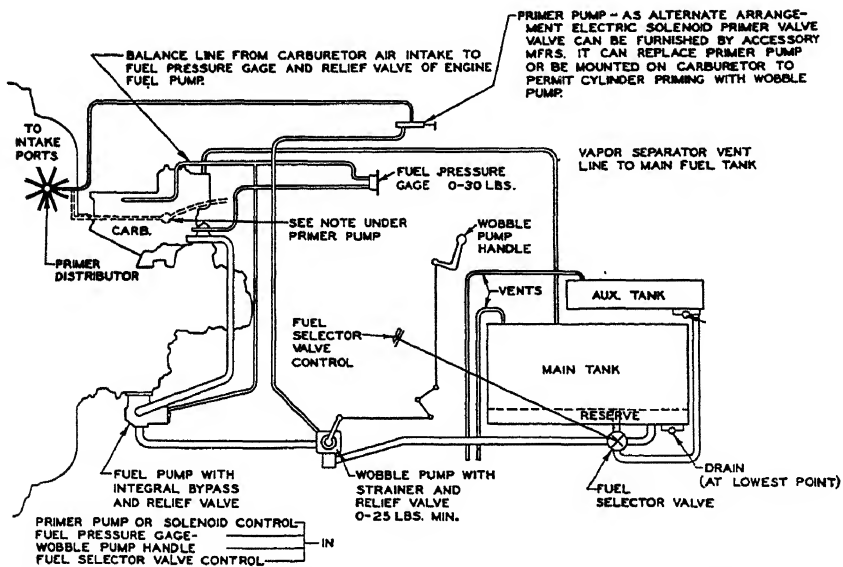 PRIMER PUMP - AS ALTERNATE ARRANGE-
MENT ELECTRIC SOLENOID PRIMER VALVE
VALVE CAN BE FURNISHED BY ACCESSORY
MFRS. IT CAN REPLACE PRIMER PUMP
OR BE MOUNTED ON CARBURETOR TO
PERMIT CYLINDER PRIMING WITH WOBBLE
PUMP.
BALANCE LINE FROM CARBURETOR AIR INTAKE TO
FUEL PRESSURE GAGE AND RELIEF VALVE OF ENGINE
FUEL PUMP.
TO
INTAKE
PORTS
VAPOR SEPARATOR VENT
LINE TO MAIN FUEL TANK
FUEL PRESSURE
GAGE 0-30 LBS.
CARB.
SEE NOTE UNDER
PRIMER PUMP
WOBBLE
PUMP
HANDLE
PRIMER
DISTRIBUTOR
VENTS
AUX. TANK
FUEL
SELECTOR
VALVE
CONTROL
MAIN TANK
RESERVE
FUEL PUMP WITH
INTEGRAL BYPASS
AND RELIEF VALVE
WOBBLE PUMP WITH
STRAINER AND
RELIEF VALVE
0-25 LBS. MIN.
FUEL
SELECTOR VALVE
DRAIN
(AT LOWEST POINT)
PRIMER PUMP OR SOLENOID CONTROL
FUEL PRESSURE GAGE-
WOBBLE PUMP HANDLE
FUEL SELECTOR VALVE CONTROL
IN